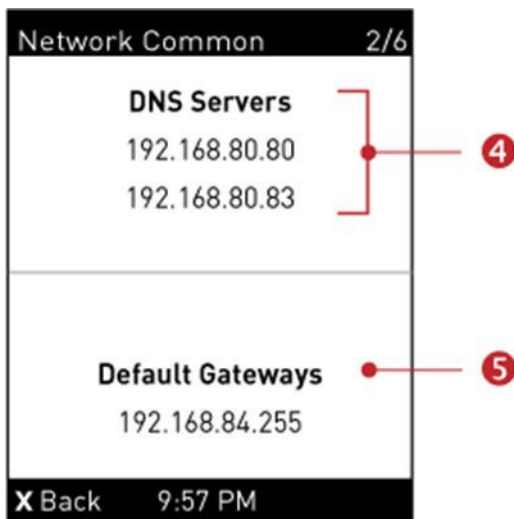 Network Common 2/6
DNS Servers
192.168.80.80
192.168.80.83
4
Default Gateways
5
192.168.84.255
X Back 9:57 PM